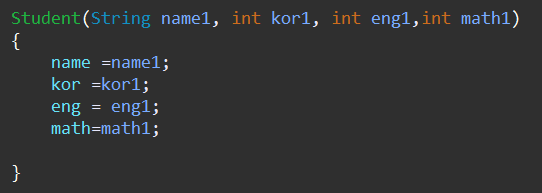 Student(String name1, int kor1, int eng1,int math1)
{
name =name1;
kor =kor1;
eng = eng1;
math=math1;
}